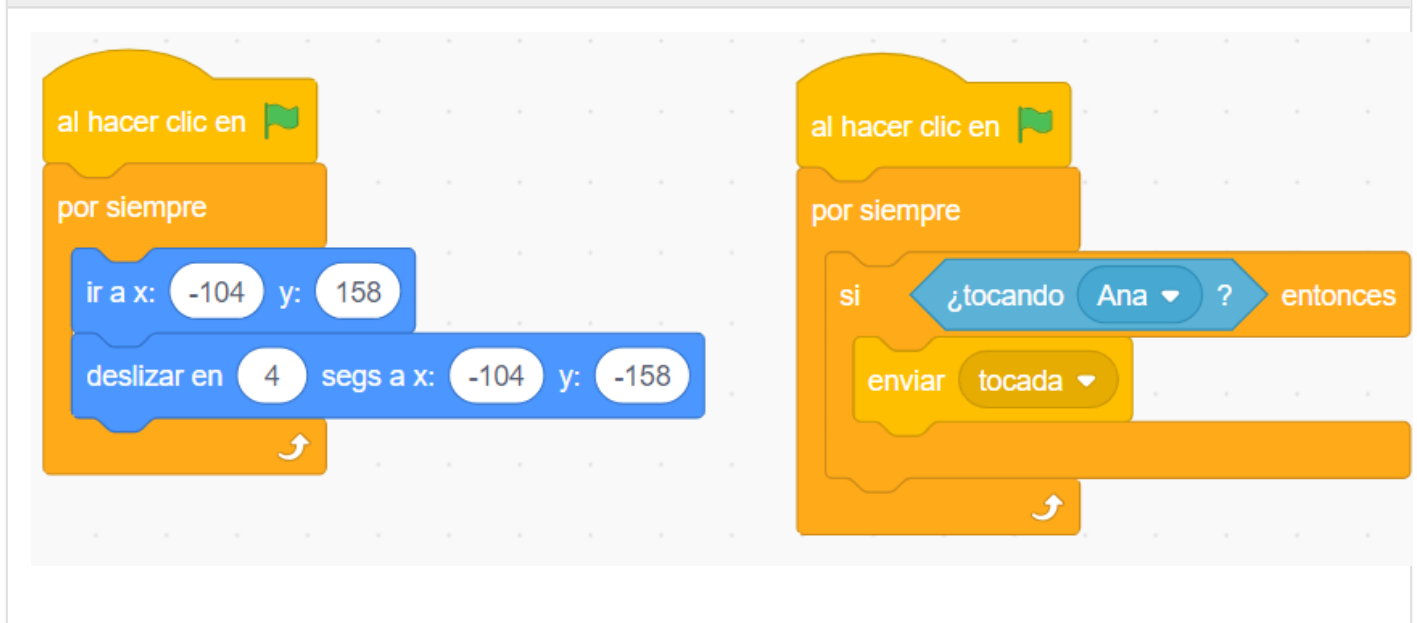 al hacer clic en
por siempre
ir a x: -104 y: 158
deslizar en 4 segs a x: -104 y: -158
al hacer clic en
por siempre
si ¿tocando Ana ? entonces
enviar tocada